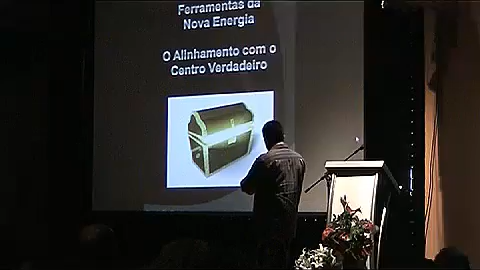 Ferramentas da
Nova Energia
O Alinhamento com o
Centro Verdadeiro